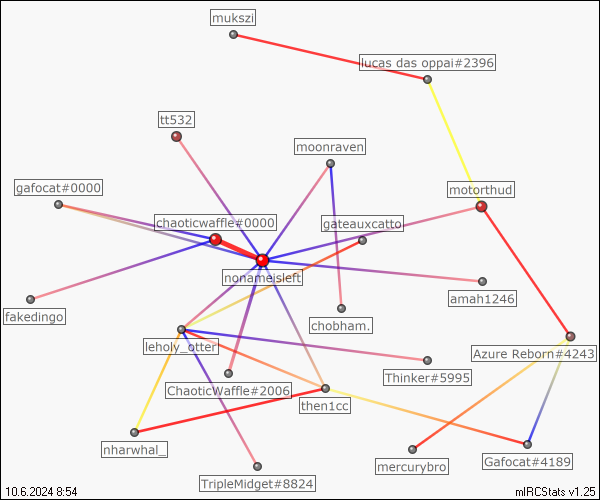 mukszi
lucas das oppai#2396
tt532
moonraven
gafocat#0000
motorthud
chaoticwaffle#0000
gateauxcatto
nonameisleft
amah1246
fakedingo
chobham.
leholy_otter
Azure Reborn#4243
Thinker#5995
ChaoticWaffle#2006
then1cc
nharwhal_
mercurybro
Gafocat#4189
TripleMidget#8824
10.6.2024 8:54
mIRCStats v1.25